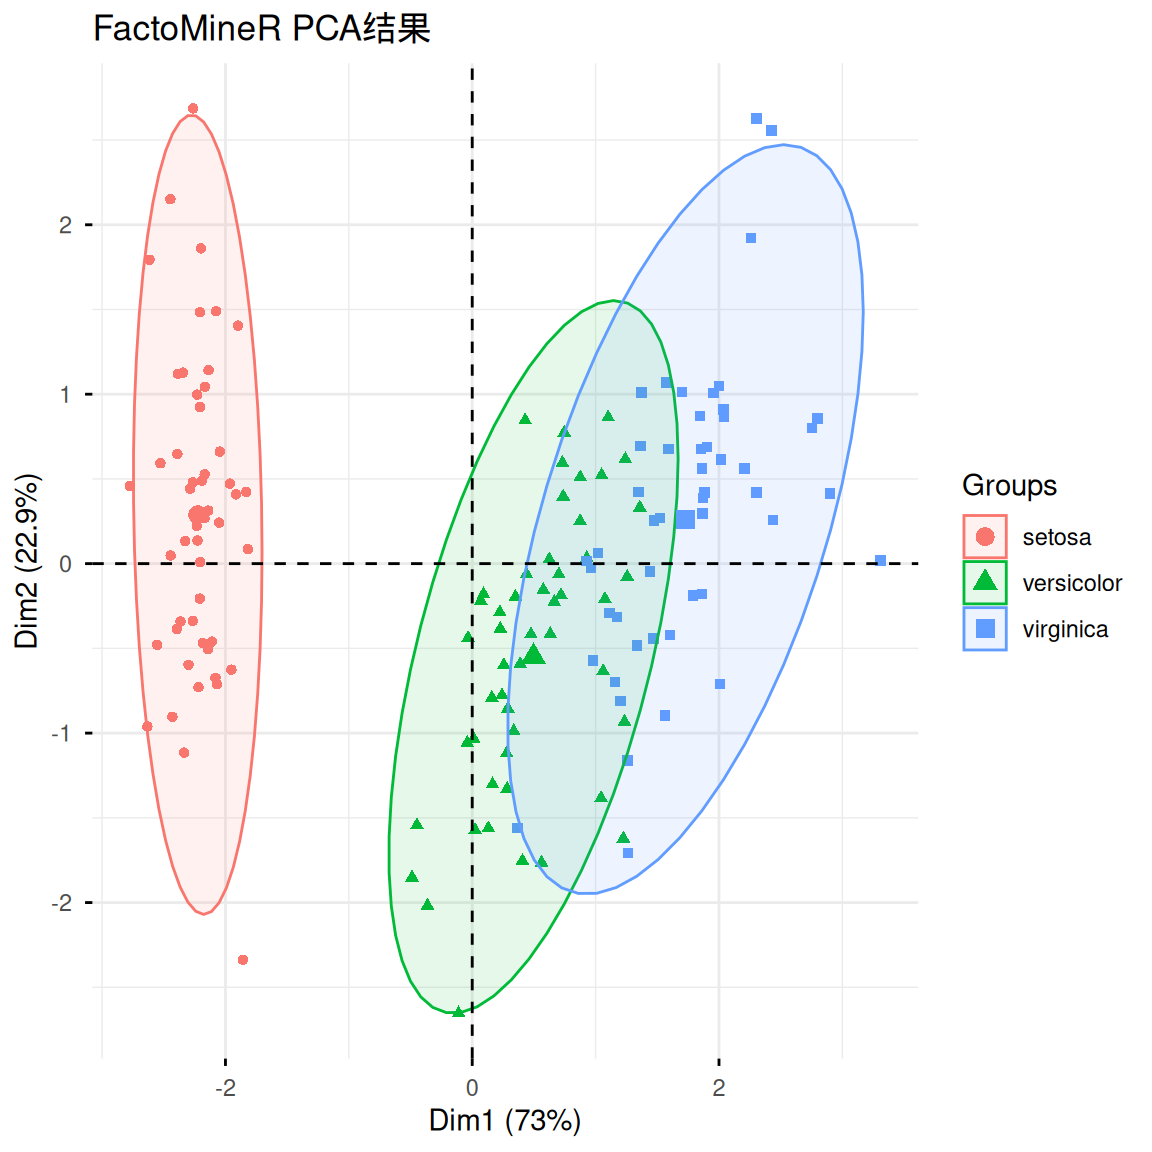 FactoMineR PCA结果
Dim2 (22.9%)
2
1
0
-1
-2
-2
0
2
Dim1 (73%)
Groups
setosa
versicolor
virginica